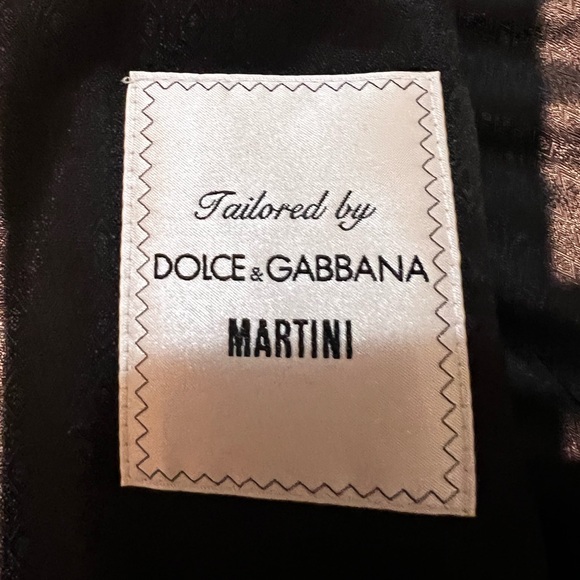 Tailored by
DOLCE & GABBANA
MARTINI